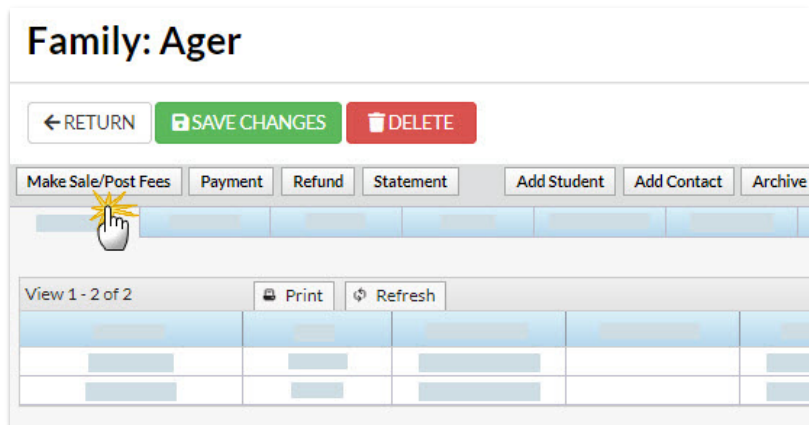 Family: Ager
RETURN SAVE CHANGES DELETE
Make Sale/Post Fees Payment Refund Statement Add Student Add Contact Archive
View 1 - 2 of 2 Print Refresh